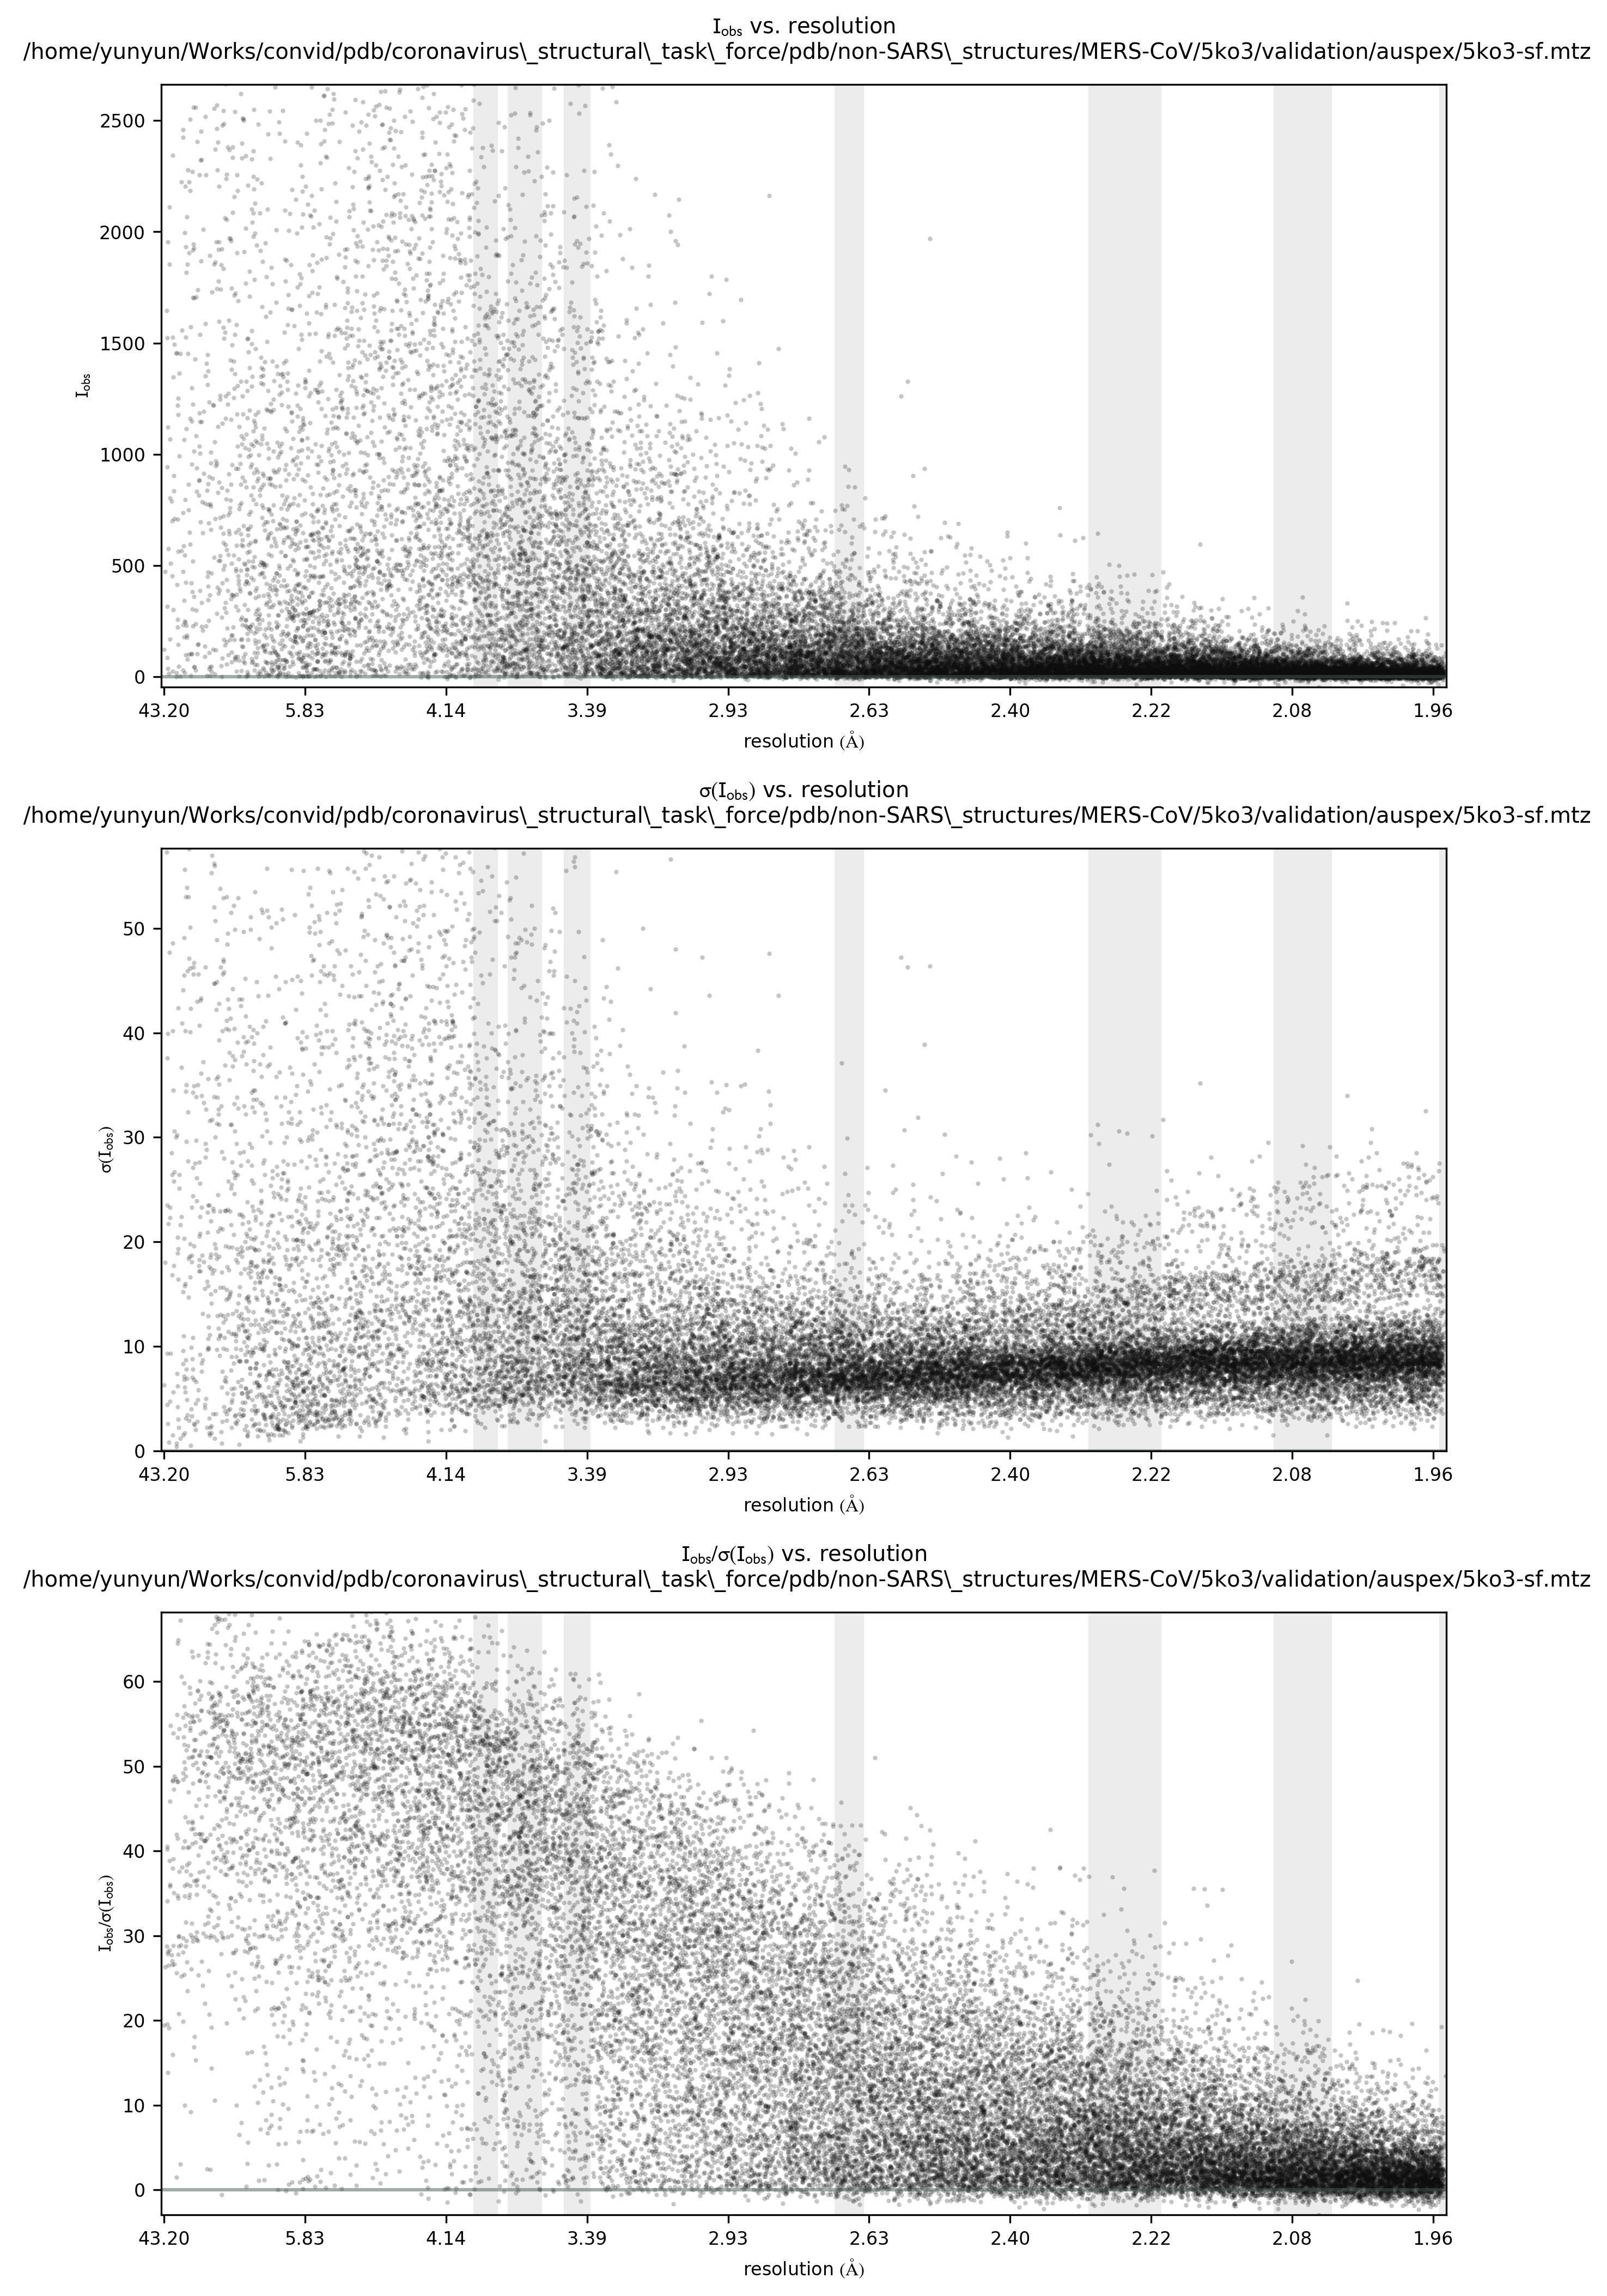 Iobs vs. resolution
/home/yunyun/Works/convid/pdb/coronavirus\_structural\_task\_force/pdb/non-SARS\_structures/MERS-CoV/5ko3/validation/auspex/5ko3-sf.mtz
2500
2000
1500
1000
500
0
Iobs
43.20 5.83 4.14 3.39 2.93 2.63 2.40 2.22 2.08 1.96
resolution (Å)
σ(Iobs) vs. resolution
/home/yunyun/Works/convid/pdb/coronavirus\_structural\_task\_force/pdb/non-SARS\_structures/MERS-CoV/5ko3/validation/auspex/5ko3-sf.mtz
50
40
30
20
10
0
σ(Iobs)
43.20 5.83 4.14 3.39 2.93 2.63 2.40 2.22 2.08 1.96
resolution (Å)
Iobs/σ(Iobs) vs. resolution
/home/yunyun/Works/convid/pdb/coronavirus\_structural\_task\_force/pdb/non-SARS\_structures/MERS-CoV/5ko3/validation/auspex/5ko3-sf.mtz
60
50
40
30
20
10
0
Iobs/σ(Iobs)
43.20 5.83 4.14 3.39 2.93 2.63 2.40 2.22 2.08 1.96
resolution (Å)